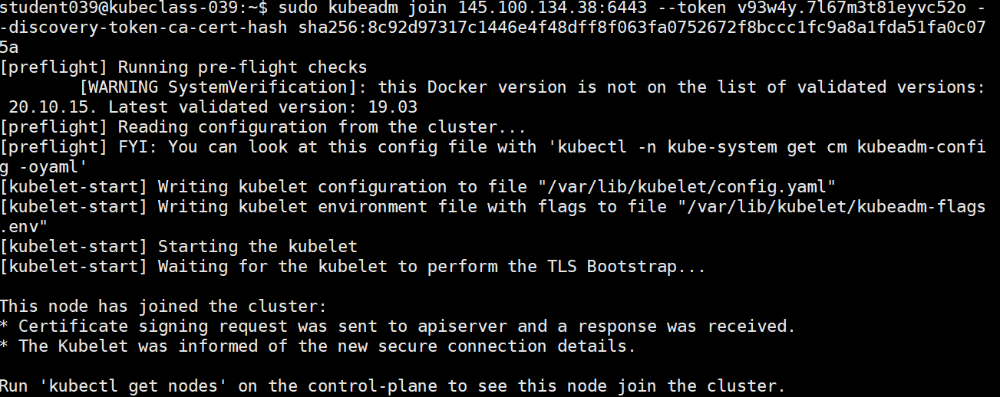 student039@kubeclass-039:~$ sudo kubeadm join 145.100.134.38:6443 --token v93w4y.7l67m3t81eyvc52o -
-discovery-token-ca-cert-hash sha256:8c92d97317c1446e4f48dff8f063fa0752672f8bccc1fc9a8a1fda51fa0c07
5a
[preflight] Running pre-flight checks
        [WARNING SystemVerification]: this Docker version is not on the list of validated versions:
 20.10.15. Latest validated version: 19.03
[preflight] Reading configuration from the cluster...
[preflight] FYI: You can look at this config file with 'kubectl -n kube-system get cm kubeadm-confi
g -oyaml'
[kubelet-start] Writing kubelet configuration to file "/var/lib/kubelet/config.yaml"
[kubelet-start] Writing kubelet environment file with flags to file "/var/lib/kubelet/kubeadm-flags
.env"
[kubelet-start] Starting the kubelet
[kubelet-start] Waiting for the kubelet to perform the TLS Bootstrap...

This node has joined the cluster:
* Certificate signing request was sent to apiserver and a response was received.
* The Kubelet was informed of the new secure connection details.

Run 'kubectl get nodes' on the control-plane to see this node join the cluster.